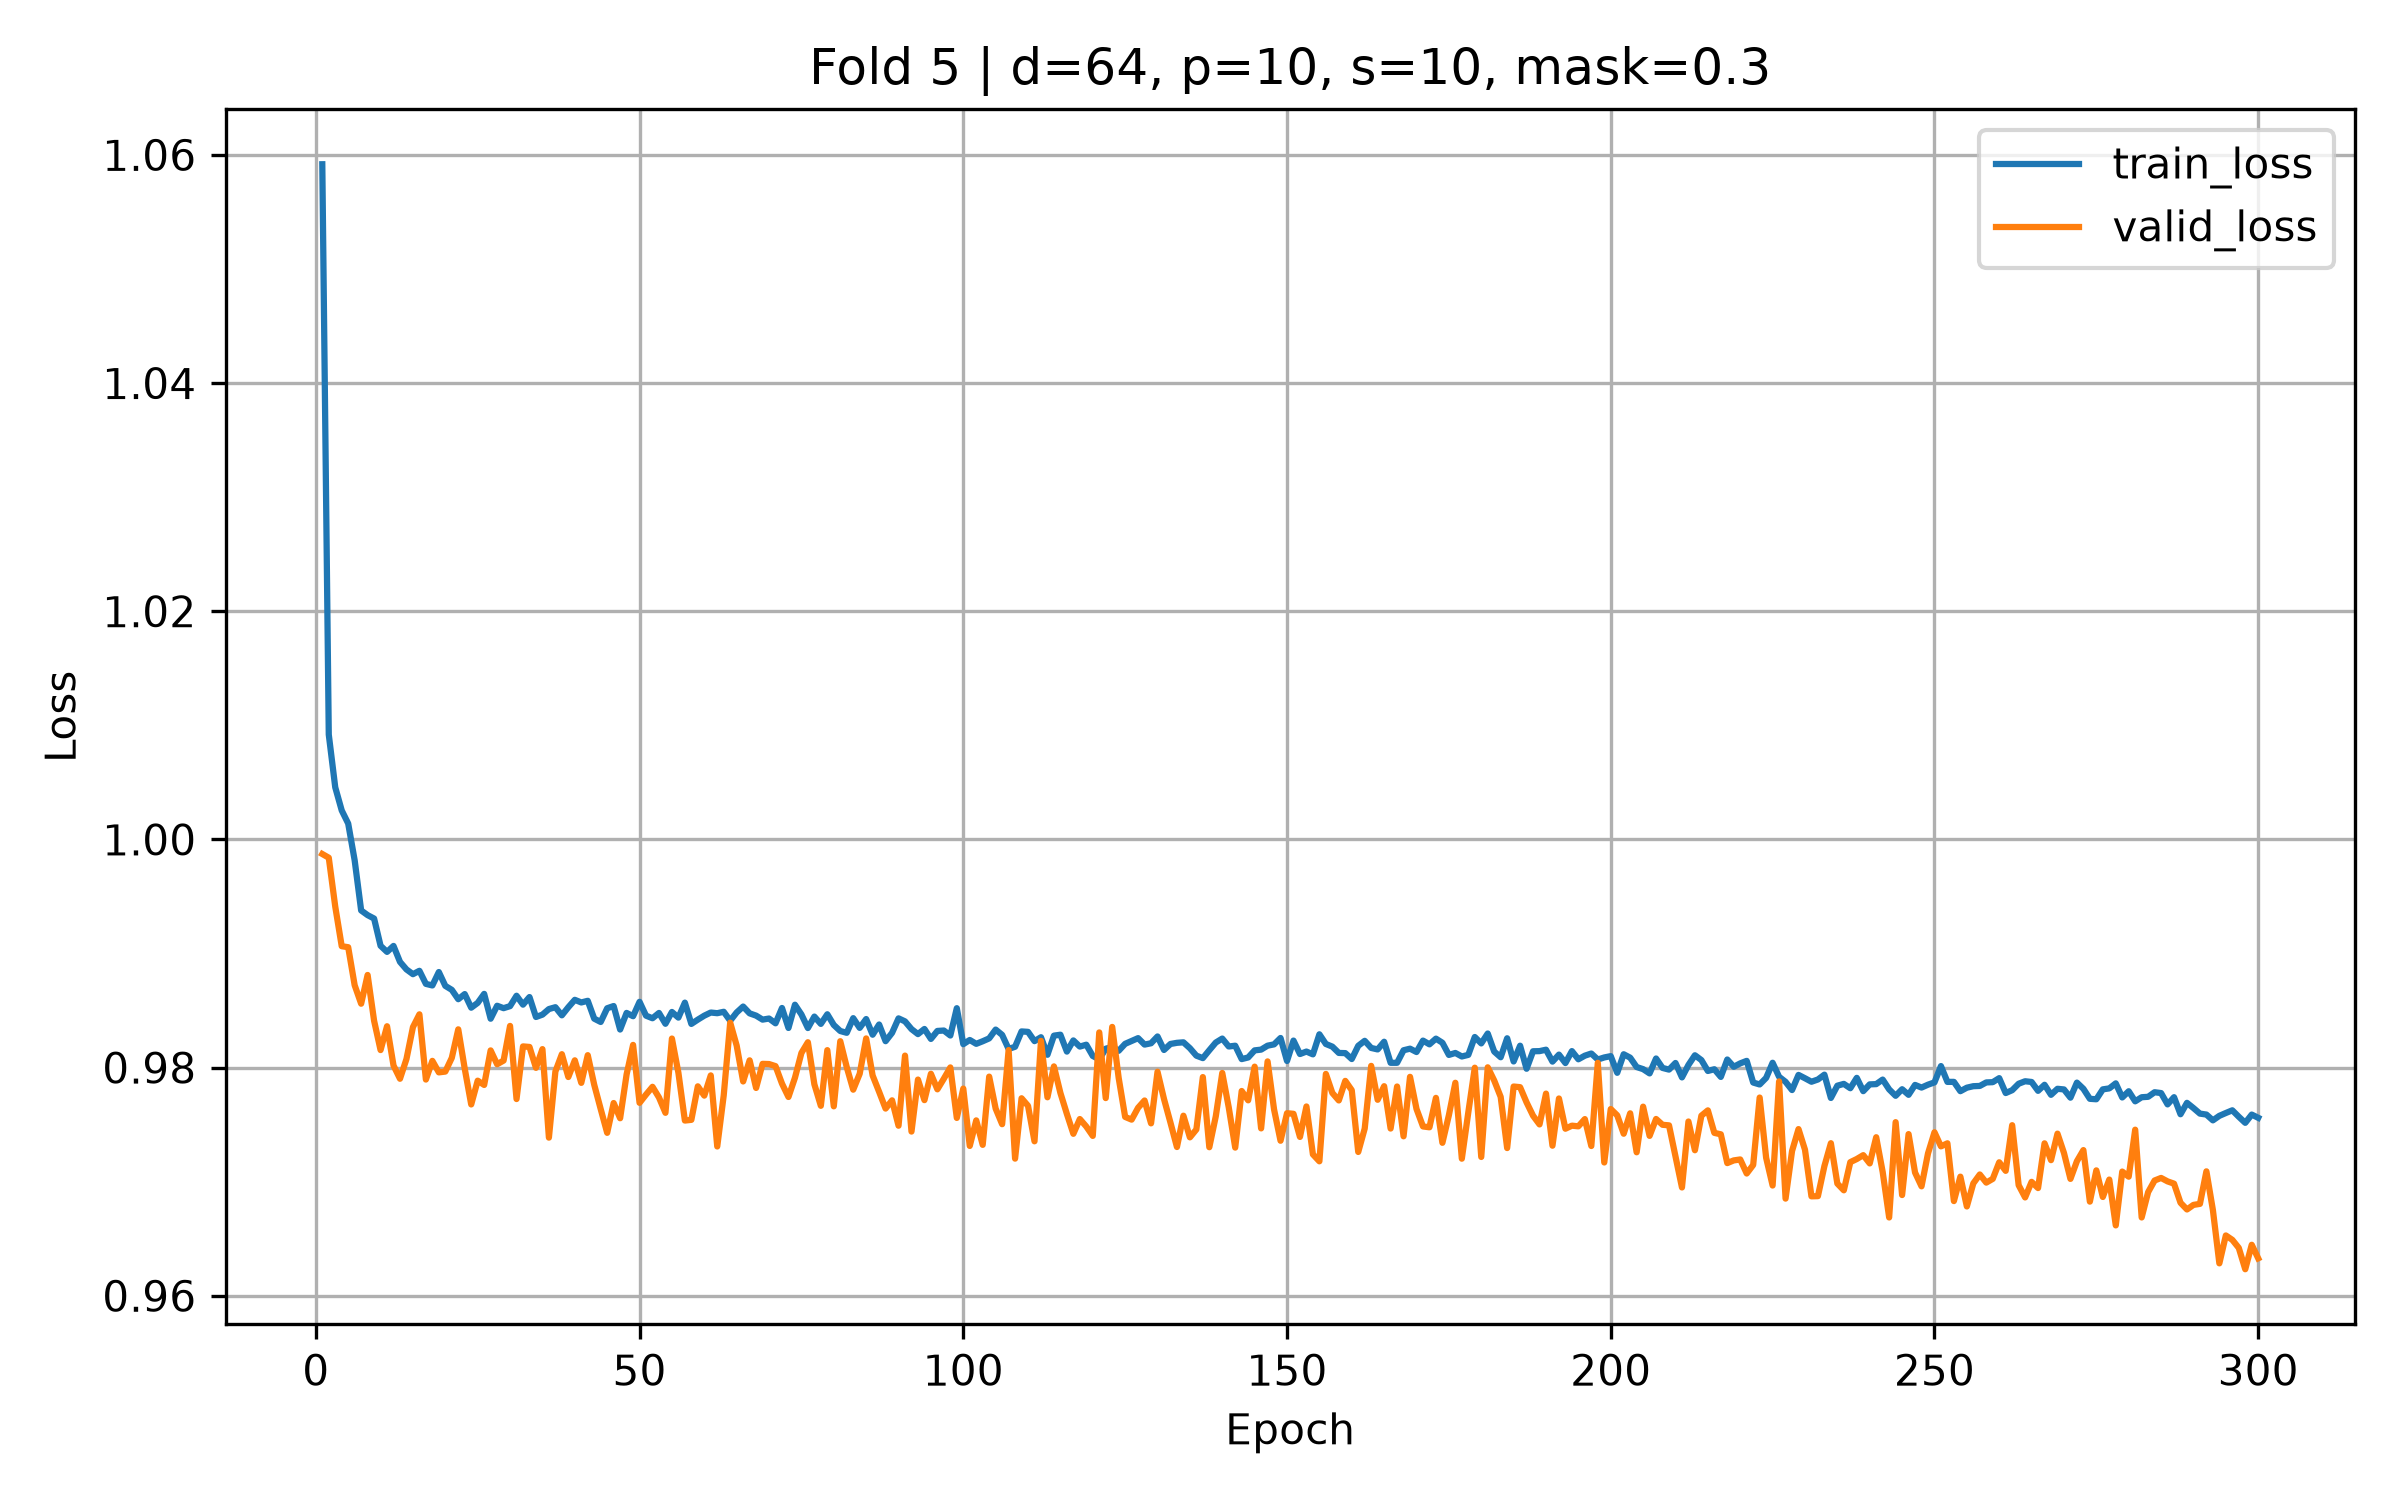 Fold 5 | d=64, p=10, s=10, mask=0.3
train_loss
valid_loss
1.06
1.04
1.02
1.00
0.98
0.96
Loss
0 50 100 150 200 250 300
Epoch